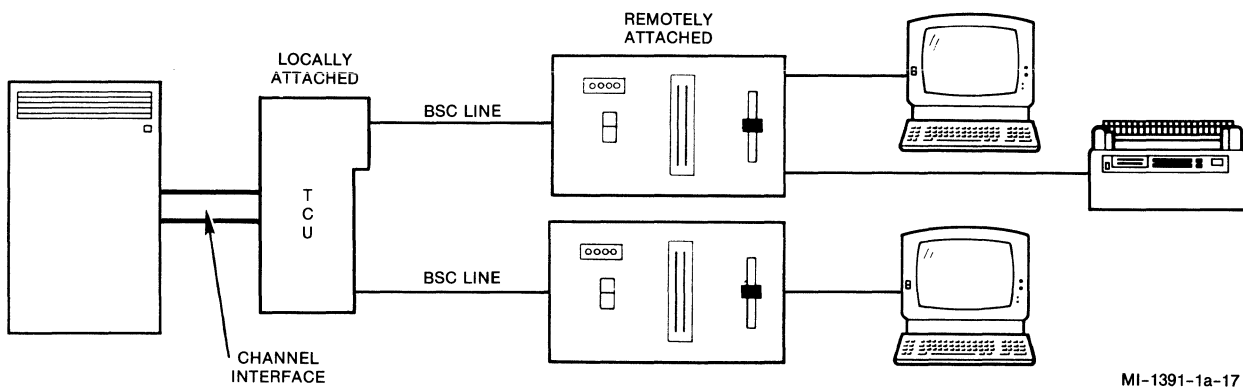 REMOTELY
ATTACHED
LOCALLY
ATTACHED
BSC LINE
T
C
U
BSC LINE
CHANNEL
INTERFACE
MI-1391-1a-17